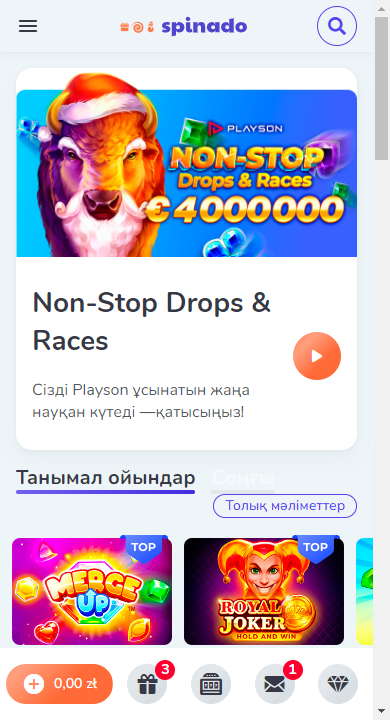 spinado
PLAYSON
NON-STOP
Drops & Races
€4000000
Non-Stop Drops &
Races
Сізді Playson ұсынатын жаңа
науқан күтеді —қатысыңыз!
Танымал ойындар
Соңғы
Толық мәліметтер
TOP
TOP
MERGE
UP
ROYAL
JOKER
HOLD AND WIN
3
1
0,00 zł